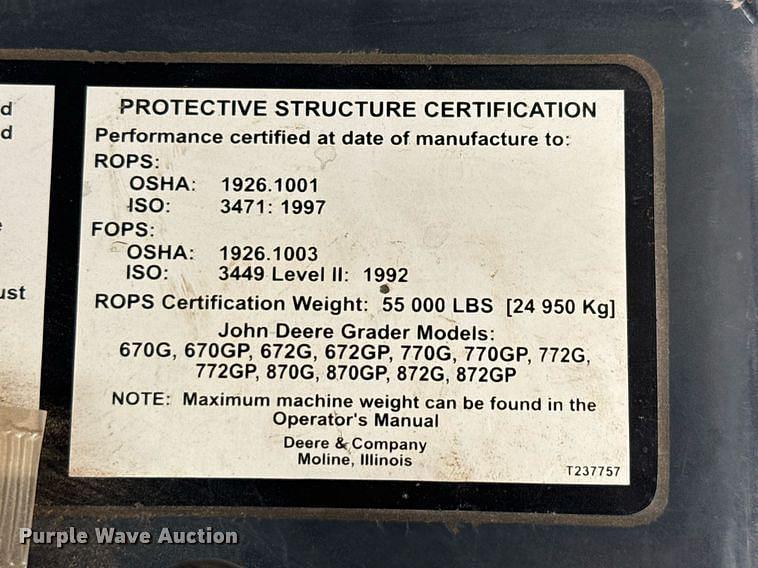 d
d
ust
PROTECTIVE STRUCTURE CERTIFICATION
Performance certified at date of manufacture to:
ROPS:
OSHA: 1926.1001
ISO: 3471: 1997
FOPS:
OSHA: 1926.1003
ISO: 3449 Level II: 1992
ROPS Certification Weight: 55 000 LBS [24 950 Kg]
John Deere Grader Models:
670G, 670GP, 672G, 672GP, 770G, 770GP, 772G,
772GP, 870G, 870GP, 872G, 872GP
NOTE: Maximum machine weight can be found in the
Operator's Manual
Deere & Company
Moline, Illinois
T237757
Purple Wave Auction